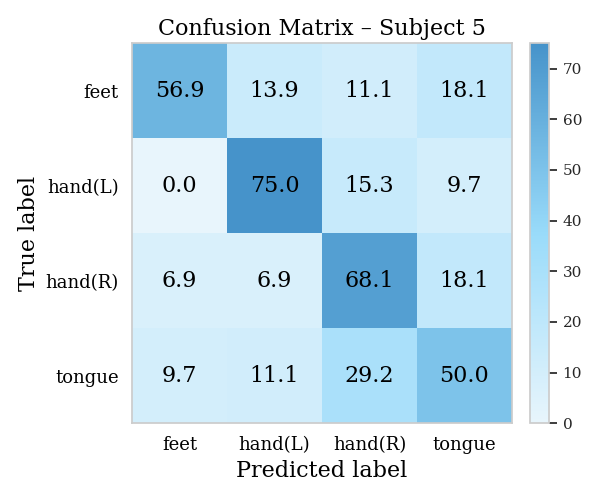 Confusion Matrix – Subject 5
True label
feet 56.9 13.9 11.1 18.1
hand(L) 0.0 75.0 15.3 9.7
hand(R) 6.9 6.9 68.1 18.1
tongue 9.7 11.1 29.2 50.0
feet hand(L) hand(R) tongue
Predicted label
70
60
50
40
30
20
10
0